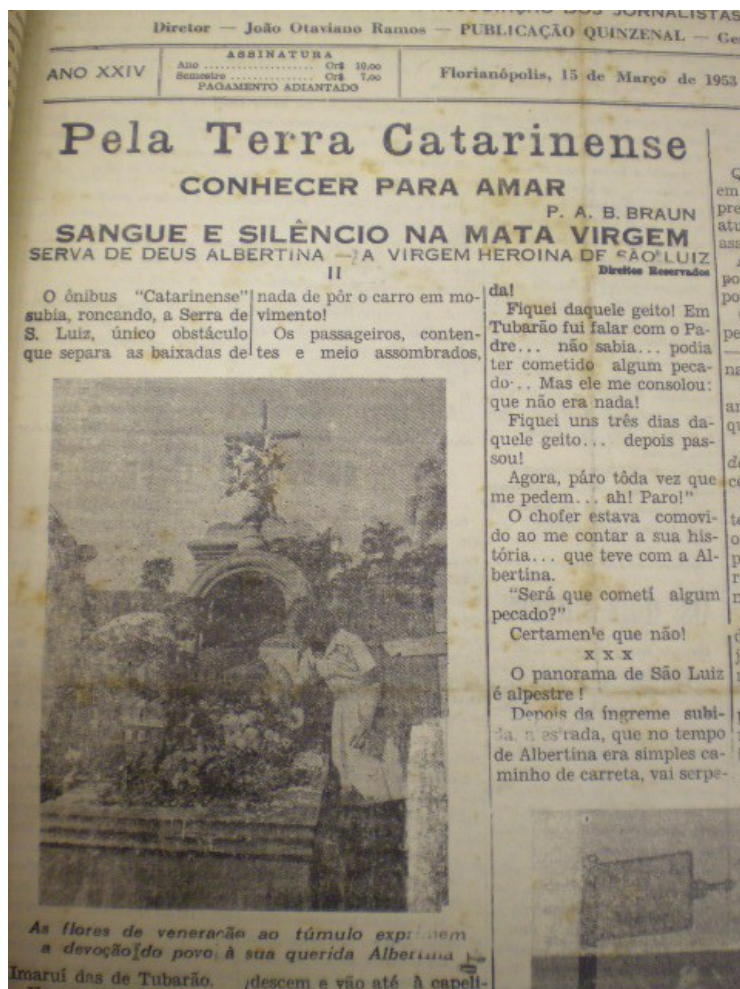 DOS JORNALISTAS
Diretor — João Otaviano Ramos — PUBLICAÇÃO QUINZENAL —
ANO XXIV
ASSINATURA
Ano .................... Cr$ 10,00
Semestre .............. Cr$ 7,00
PAGAMENTO ADIANTADO
Florianópolis, 15 de Março de 1953
Pela Terra Catarinense
CONHECER PARA AMAR
P. A. B. BRAUN
SANGUE E SILÊNCIO NA MATA VIRGEM
SERVA DE DEUS ALBERTINA — A VIRGEM HEROINA DE SÃO LUIZ
II
Direitos Reservados
O ônibus "Catarinense"
subia, roncando, a Serra de
S. Luiz, único obstáculo
que separa as baixadas de
nada de pôr o carro em mo-
vimento!
Os passageiros, conten-
tes e meio assombrados,
As flores de veneração ao túmulo exprimem
a devoção do povo à sua querida Albertina
Imaruí das de Tubarão.
descem e vão até à capeli-
da!
Fiquei daquele geito! Em
Tubarão fui falar com o Pa-
dre... não sabia... podia
ter cometido algum peca-
do... Mas ele me consolou:
que não era nada!
Fiquei uns três dias da-
quele geito... depois pas-
sou!
Agora, páro tôda vez que
me pedem... ah! Paro!"
O chofer estava comovi-
do ao me contar a sua his-
tória... que teve com a Al-
bertina.
"Será que cometí algum
pecado?"
Certamente que não!
x x x
O panorama de São Luiz
é alpestre !
Depois da íngreme subi-
da, a estrada, que no tempo
de Albertina era simples ca-
minho de carreta, vai serpe-